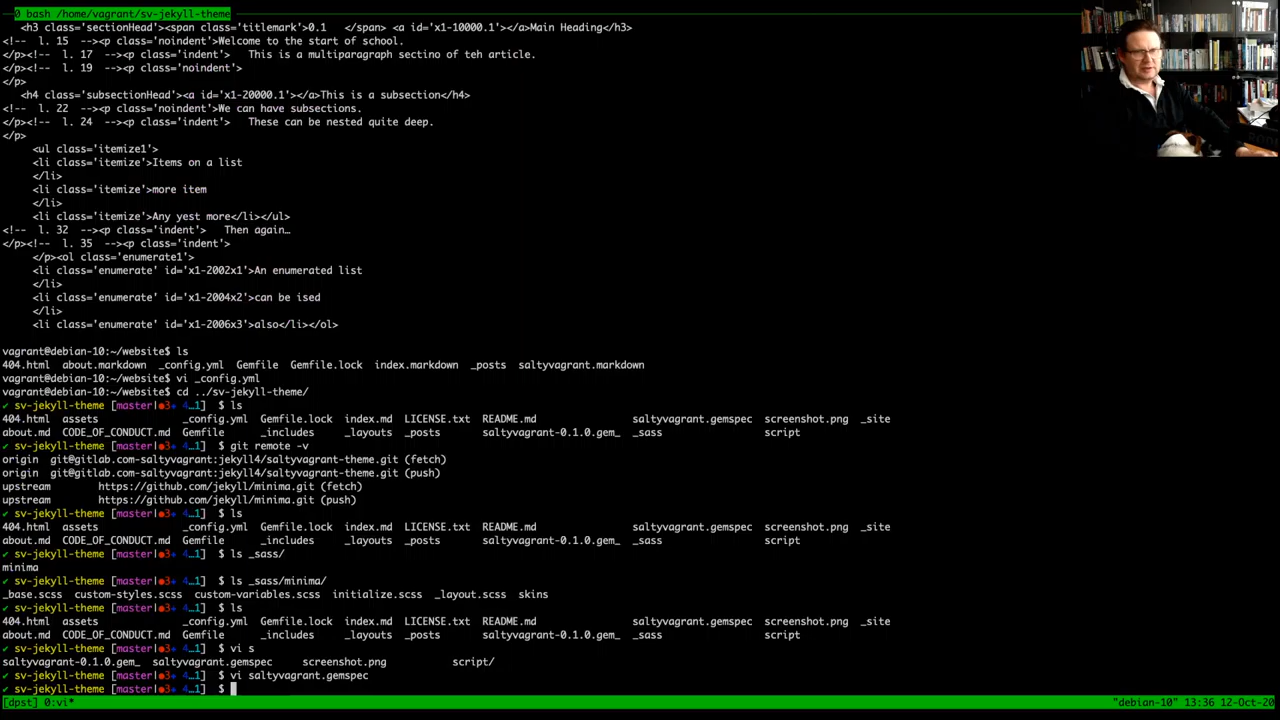 0 bash /home/vagrant/sv-jekyll-theme
<h3 class='sectionHead'><span class='titlemark'>0.1   </span> <a id='x1-10000.1'></a>Main Heading</h3>
<!--  l. 15  --><p class='noindent'>Welcome to the start of school.
</p><!--  l. 17  --><p class='indent'>   This is a multiparagraph sectino of teh article.
</p><!--  l. 19  --><p class='noindent'>
</p>
<h4 class='subsectionHead'><a id='x1-20000.1'></a>This is a subsection</h4>
<!--  l. 22  --><p class='noindent'>We can have subsections.
</p><!--  l. 24  --><p class='indent'>   These can be nested quite deep.
</p>
<ul class='itemize1'>
<li class='itemize'>Items on a list
</li>
<li class='itemize'>more item
</li>
<li class='itemize'>Any yest more</li></ul>
<!--  l. 32  --><p class='indent'>   Then again…
</p><!--  l. 35  --><p class='indent'>
</p><ol class='enumerate1'>
<li class='enumerate' id='x1-2002x1'>An enumerated list
</li>
<li class='enumerate' id='x1-2004x2'>can be ised
</li>
<li class='enumerate' id='x1-2006x3'>also</li></ol>
vagrant@debian-10:~/website$ ls
404.html  about.markdown  _config.yml  Gemfile  Gemfile.lock  index.markdown  _posts  saltyvagrant.markdown
vagrant@debian-10:~/website$ vi _config.yml
vagrant@debian-10:~/website$ cd ../sv-jekyll-theme/
✔ sv-jekyll-theme [master|●3✚ 4…1]  $ ls
404.html  assets              _config.yml  Gemfile.lock  index.md  LICENSE.txt  README.md                saltyvagrant.gemspec  screenshot.png  _site
about.md  CODE_OF_CONDUCT.md  Gemfile      _includes     _layouts  _posts       saltyvagrant-0.1.0.gem_  _sass                 script
✔ sv-jekyll-theme [master|●3✚ 4…1]  $ git remote -v
origin  git@gitlab.com-saltyvagrant:jekyll4/saltyvagrant-theme.git (fetch)
origin  git@gitlab.com-saltyvagrant:jekyll4/saltyvagrant-theme.git (push)
upstream        https://github.com/jekyll/minima.git (fetch)
upstream        https://github.com/jekyll/minima.git (push)
✔ sv-jekyll-theme [master|●3✚ 4…1]  $ ls
404.html  assets              _config.yml  Gemfile.lock  index.md  LICENSE.txt  README.md                saltyvagrant.gemspec  screenshot.png  _site
about.md  CODE_OF_CONDUCT.md  Gemfile      _includes     _layouts  _posts       saltyvagrant-0.1.0.gem_  _sass                 script
✔ sv-jekyll-theme [master|●3✚ 4…1]  $ ls _sass/
minima
✔ sv-jekyll-theme [master|●3✚ 4…1]  $ ls _sass/minima/
_base.scss  custom-styles.scss  custom-variables.scss  initialize.scss  _layout.scss  skins
✔ sv-jekyll-theme [master|●3✚ 4…1]  $ ls
404.html  assets              _config.yml  Gemfile.lock  index.md  LICENSE.txt  README.md                saltyvagrant.gemspec  screenshot.png  _site
about.md  CODE_OF_CONDUCT.md  Gemfile      _includes     _layouts  _posts       saltyvagrant-0.1.0.gem_  _sass                 script
✔ sv-jekyll-theme [master|●3✚ 4…1]  $ vi s
saltyvagrant-0.1.0.gem_  saltyvagrant.gemspec     screenshot.png           script/
✔ sv-jekyll-theme [master|●3✚ 4…1]  $ vi saltyvagrant.gemspec
✔ sv-jekyll-theme [master|●3✚ 4…1]  $
[dpst] 0:vi* "debian-10" 13:36 12-Oct-20